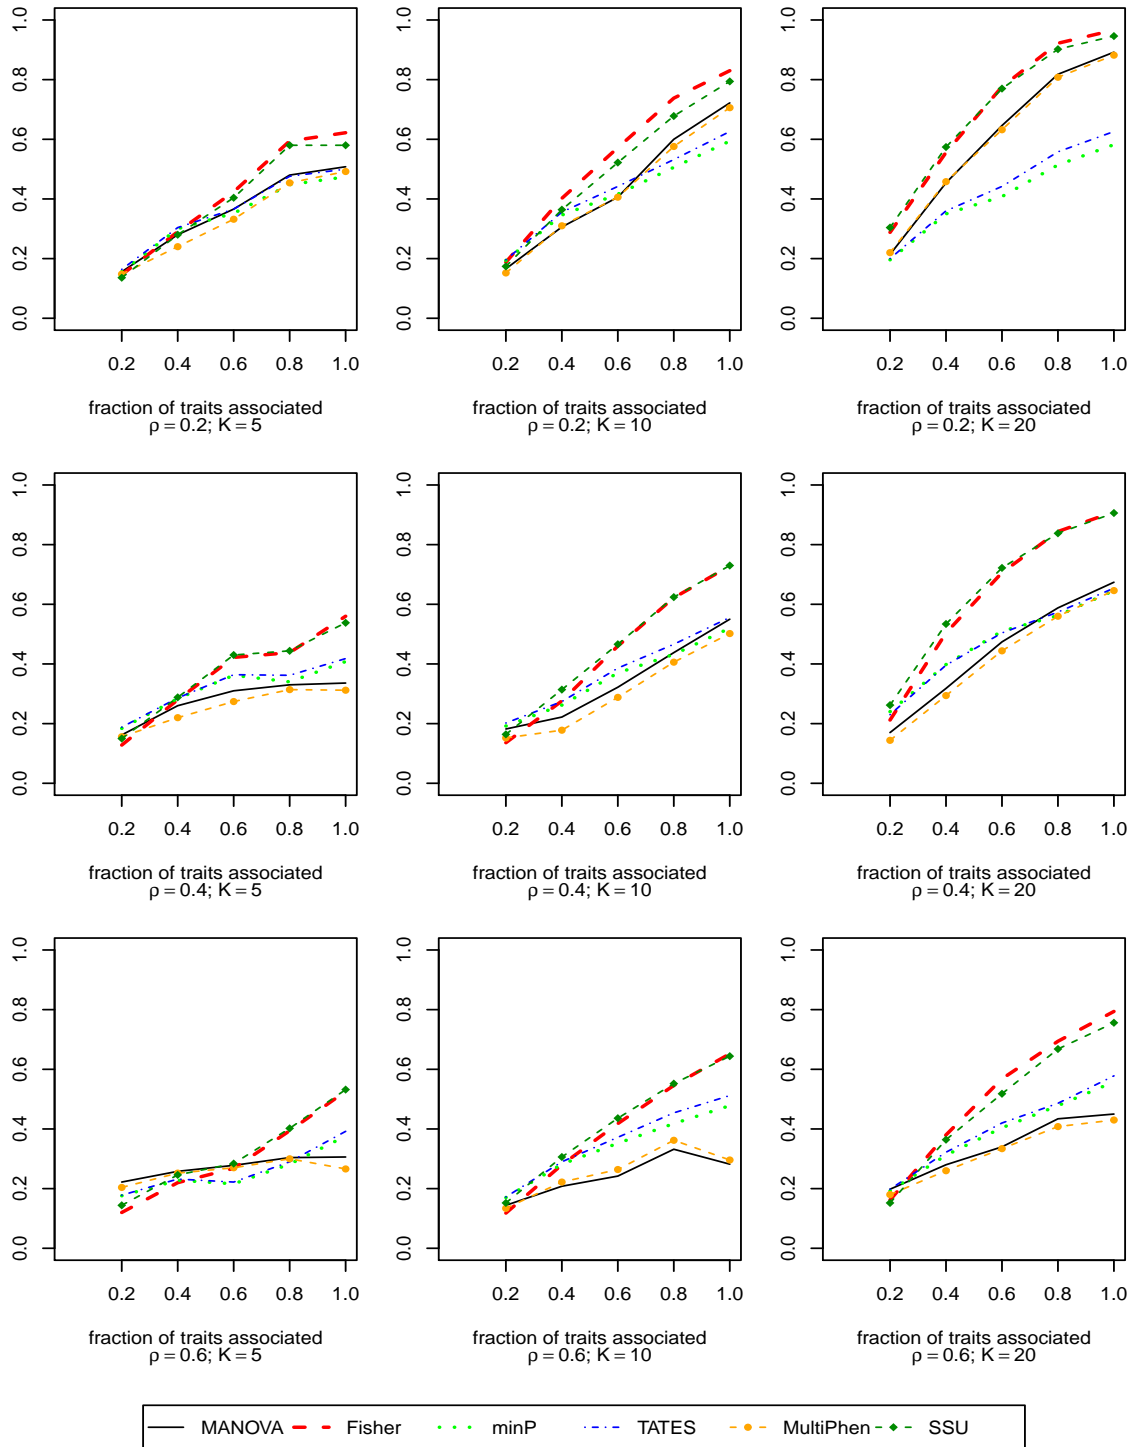 0.0 0.2 0.4 0.6 0.8 1.0
0.2 0.4 0.6 0.8 1.0
fraction of traits associated
ρ = 0.2; K = 5
0.0 0.2 0.4 0.6 0.8 1.0
0.2 0.4 0.6 0.8 1.0
fraction of traits associated
ρ = 0.2; K = 10
0.0 0.2 0.4 0.6 0.8 1.0
0.2 0.4 0.6 0.8 1.0
fraction of traits associated
ρ = 0.2; K = 20
0.0 0.2 0.4 0.6 0.8 1.0
0.2 0.4 0.6 0.8 1.0
fraction of traits associated
ρ = 0.4; K = 5
0.0 0.2 0.4 0.6 0.8 1.0
0.2 0.4 0.6 0.8 1.0
fraction of traits associated
ρ = 0.4; K = 10
0.0 0.2 0.4 0.6 0.8 1.0
0.2 0.4 0.6 0.8 1.0
fraction of traits associated
ρ = 0.4; K = 20
0.0 0.2 0.4 0.6 0.8 1.0
0.2 0.4 0.6 0.8 1.0
fraction of traits associated
ρ = 0.6; K = 5
0.0 0.2 0.4 0.6 0.8 1.0
0.2 0.4 0.6 0.8 1.0
fraction of traits associated
ρ = 0.6; K = 10
0.0 0.2 0.4 0.6 0.8 1.0
0.2 0.4 0.6 0.8 1.0
fraction of traits associated
ρ = 0.6; K = 20
MANOVA Fisher minP TATES MultiPhen SSU